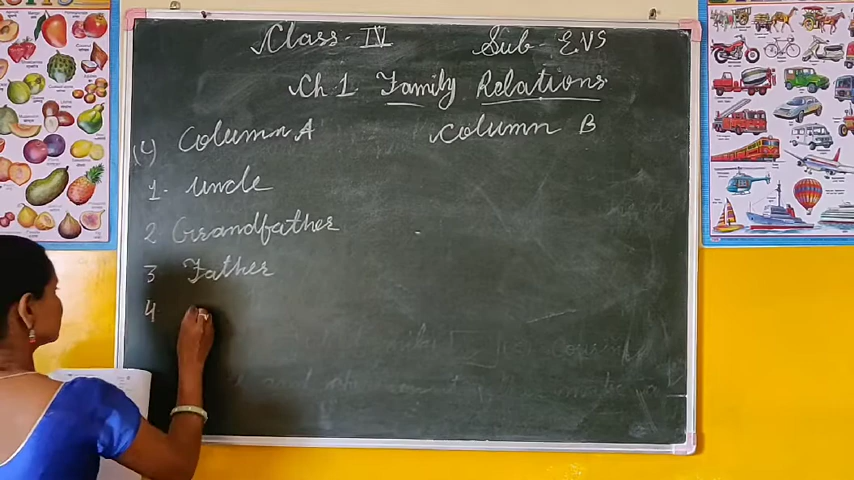 Class - IV Sub - EVS
Ch. 1 Family Relations
(4) Column A Column B
1. Uncle
2 Grandfather
3 Father
4